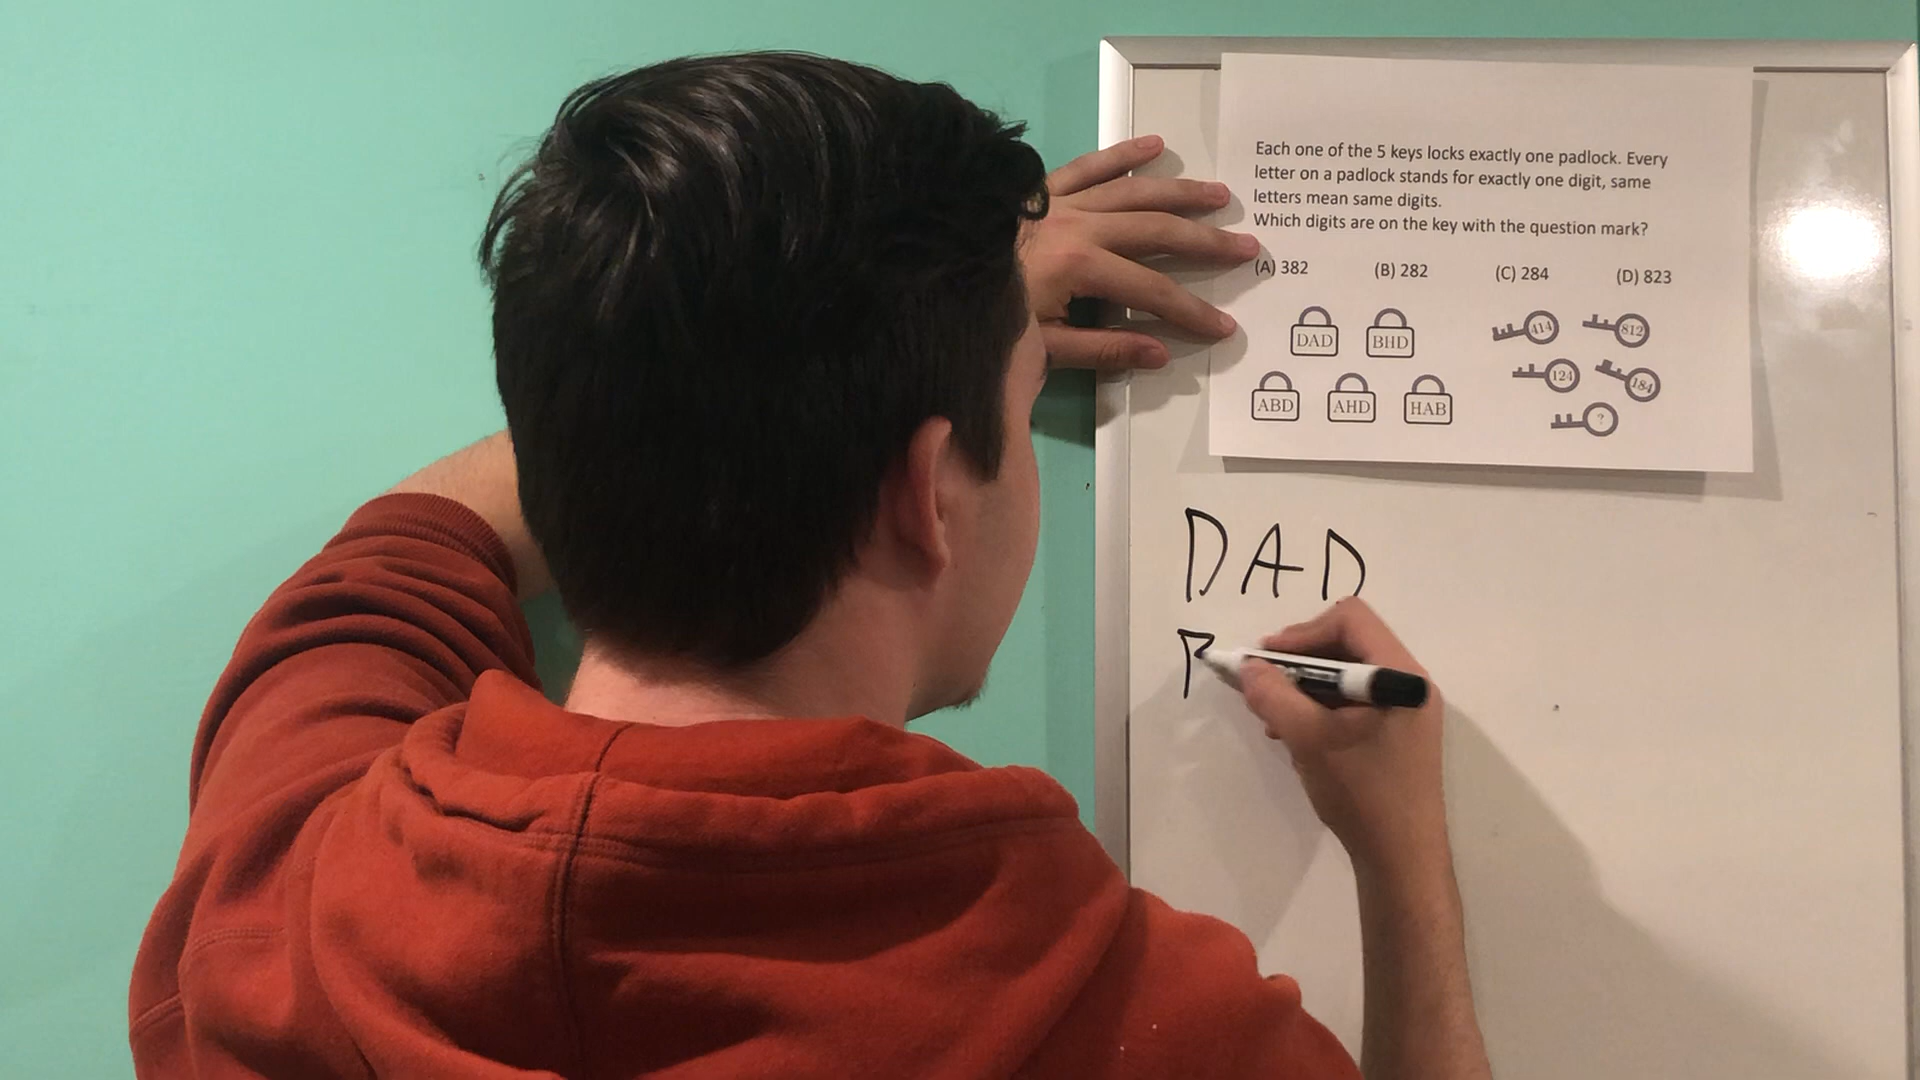 Each one of the 5 keys locks exactly one padlock. Every
letter on a padlock stands for exactly one digit, same
letters mean same digits.
Which digits are on the key with the question mark?
(A) 382 (B) 282 (C) 284 (D) 823
DAD BHD 414 812
124 184
ABD AHD HAB ?
DAD
B